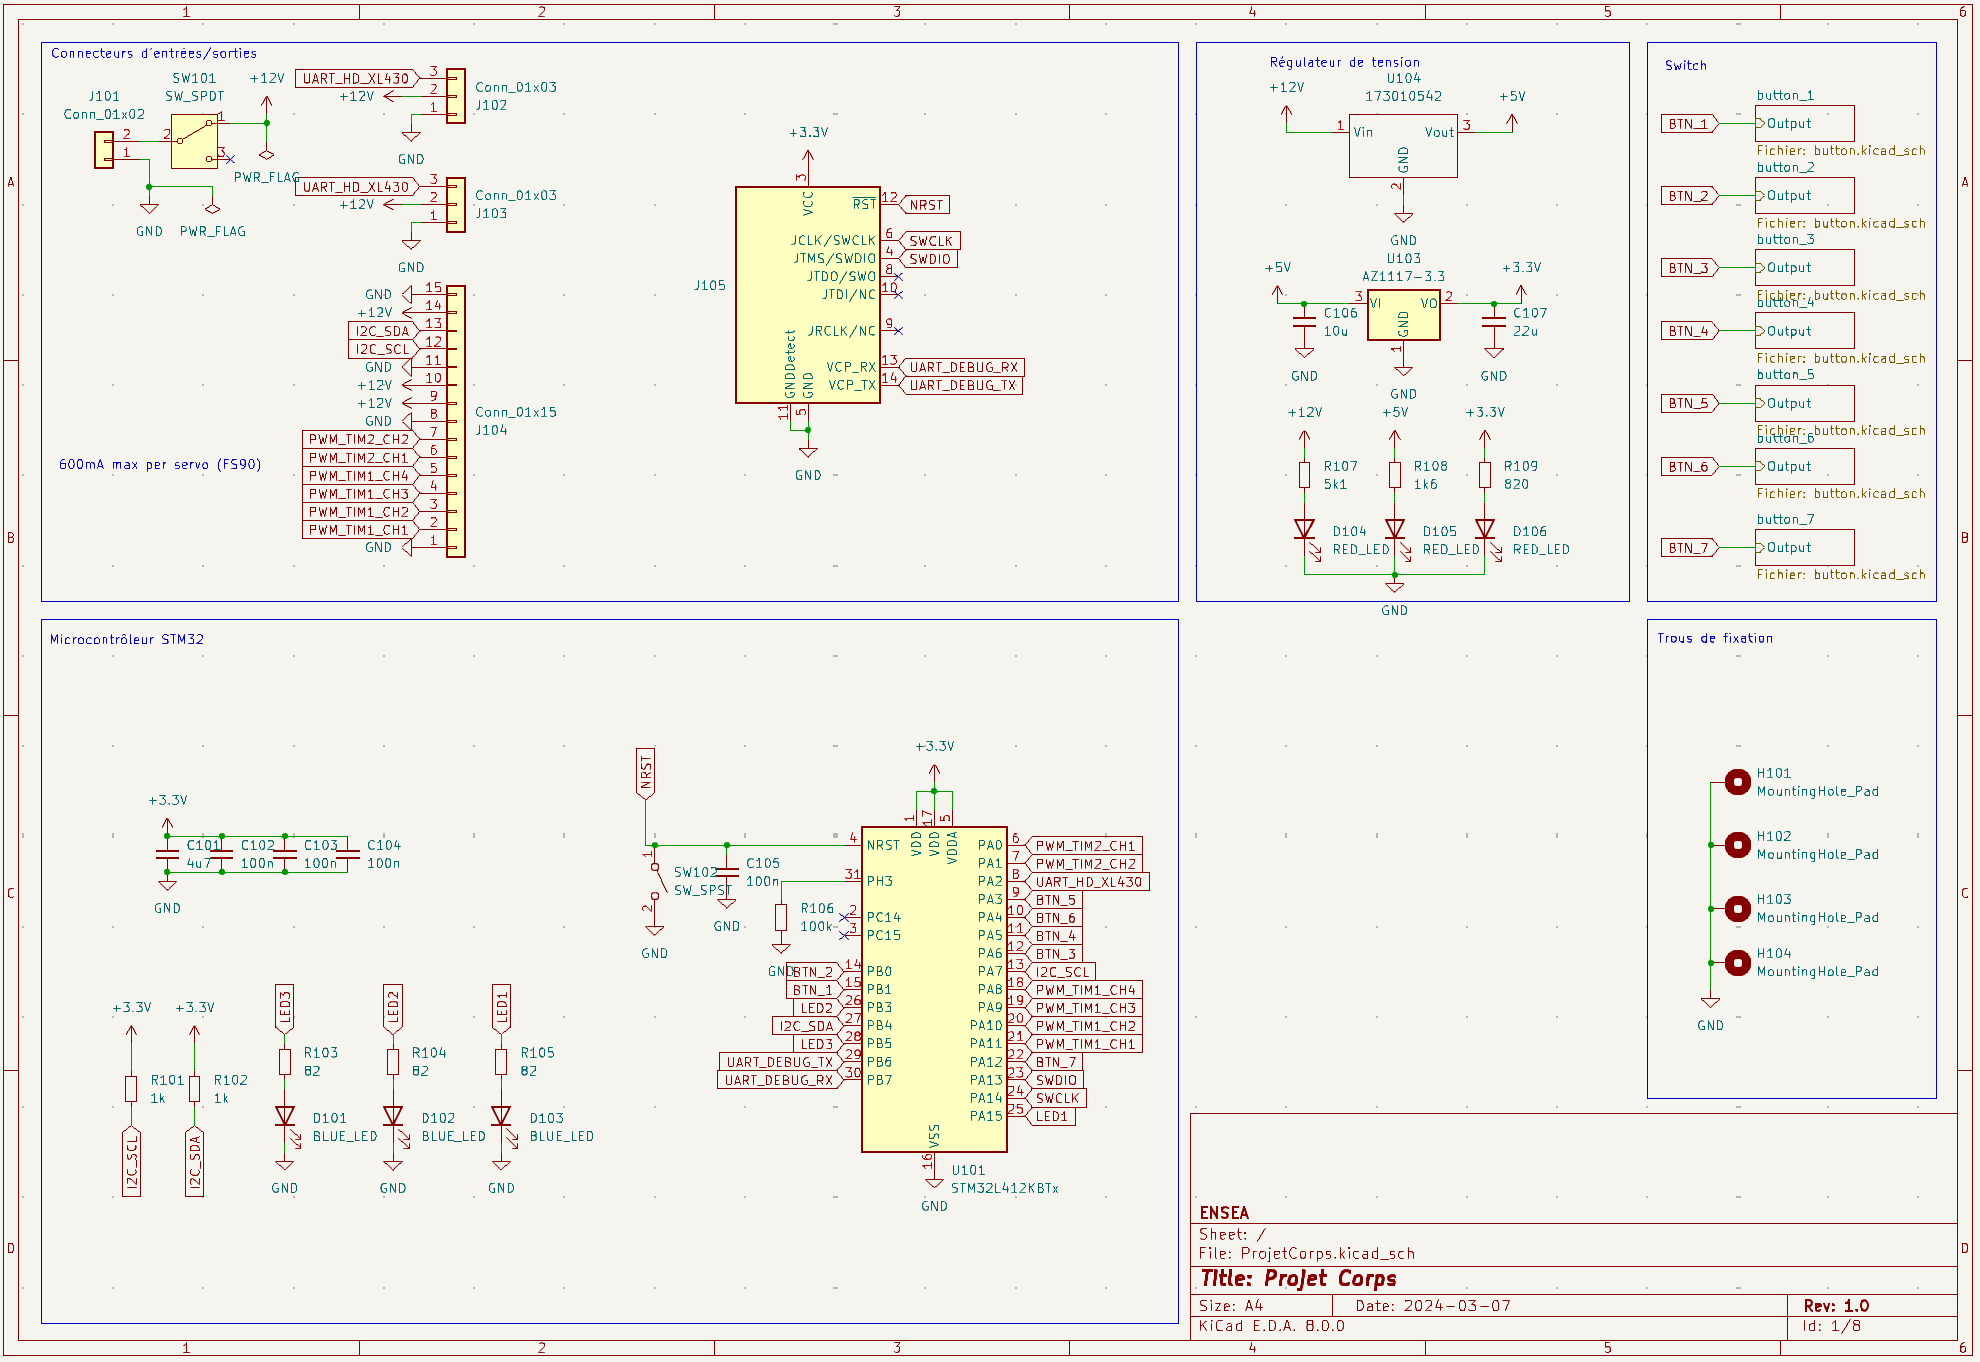 1
2
3
4
5
6
A
B
C
D
Connecteurs d'entrées/sorties
J101
Conn_01x02
2
1
SW101
SW_SPDT
2
1
3
+12V
PWR_FLAG
GND
PWR_FLAG
UART_HD_XL430
3
+12V
2
1
GND
Conn_01x03
J102
UART_HD_XL430
3
+12V
2
1
GND
Conn_01x03
J103
GND
15
+12V
14
I2C_SDA
13
I2C_SCL
12
GND
11
+12V
10
+12V
9
GND
8
PWM_TIM2_CH2
7
PWM_TIM2_CH1
6
PWM_TIM1_CH4
5
PWM_TIM1_CH3
4
PWM_TIM1_CH2
3
PWM_TIM1_CH1
2
GND
1
Conn_01x15
J104
600mA max per servo (FS90)
+3.3V
3
VCC
J105
RST
12
NRST
JCLK/SWCLK
6
SWCLK
JTMS/SWDIO
4
SWDIO
JTDO/SWO
8
JTDI/NC
10
JRCLK/NC
9
VCP_RX
13
UART_DEBUG_RX
VCP_TX
14
UART_DEBUG_TX
GNDDetect
GND
11
5
GND
Régulateur de tension
U104
173010542
+12V
+5V
1
Vin
Vout
3
GND
2
GND
U103
AZ1117-3.3
+5V
+3.3V
3
VI
VO
2
GND
1
C106
10u
C107
22u
GND
GND
GND
+12V
+5V
+3.3V
R107
5k1
R108
1k6
R109
820
D104
RED_LED
D105
RED_LED
D106
RED_LED
GND
Switch
button_1
BTN_1
Output
Fichier: button.kicad_sch
button_2
BTN_2
Output
Fichier: button.kicad_sch
button_3
BTN_3
Output
Fichier: button.kicad_sch
button_4
BTN_4
Output
Fichier: button.kicad_sch
button_5
BTN_5
Output
Fichier: button.kicad_sch
button_6
BTN_6
Output
Fichier: button.kicad_sch
button_7
BTN_7
Output
Fichier: button.kicad_sch
Microcontrôleur STM32
+3.3V
C101
4u7
C102
100n
C103
100n
C104
100n
GND
+3.3V
+3.3V
R101
1k
R102
1k
I2C_SCL
I2C_SDA
LED3
R103
82
D101
BLUE_LED
GND
LED2
R104
82
D102
BLUE_LED
GND
LED1
R105
82
D103
BLUE_LED
GND
NRST
1
SW102
SW_SPST
2
GND
C105
100n
GND
R106
100k
GND
+3.3V
1
17
5
VDD
VDD
VDDA
4
NRST
31
PH3
2
PC14
3
PC15
BTN_2
14
PB0
BTN_1
15
PB1
LED2
26
PB3
I2C_SDA
27
PB4
LED3
28
PB5
UART_DEBUG_TX
29
PB6
UART_DEBUG_RX
30
PB7
PA0
6
PWM_TIM2_CH1
PA1
7
PWM_TIM2_CH2
PA2
8
UART_HD_XL430
PA3
9
BTN_5
PA4
10
BTN_6
PA5
11
BTN_4
PA6
12
BTN_3
PA7
13
I2C_SCL
PA8
18
PWM_TIM1_CH4
PA9
19
PWM_TIM1_CH3
PA10
20
PWM_TIM1_CH2
PA11
21
PWM_TIM1_CH1
PA12
22
BTN_7
PA13
23
SWDIO
PA14
24
SWCLK
PA15
25
LED1
VSS
16
GND
U101
STM32L412KBTx
Trous de fixation
H101
MountingHole_Pad
H102
MountingHole_Pad
H103
MountingHole_Pad
H104
MountingHole_Pad
GND
ENSEA
Sheet: /
File: ProjetCorps.kicad_sch
Title: Projet Corps
Size: A4
Date: 2024-03-07
Rev: 1.0
KiCad E.D.A. 8.0.0
Id: 1/8
A
B
C
D
1
2
3
4
5
6